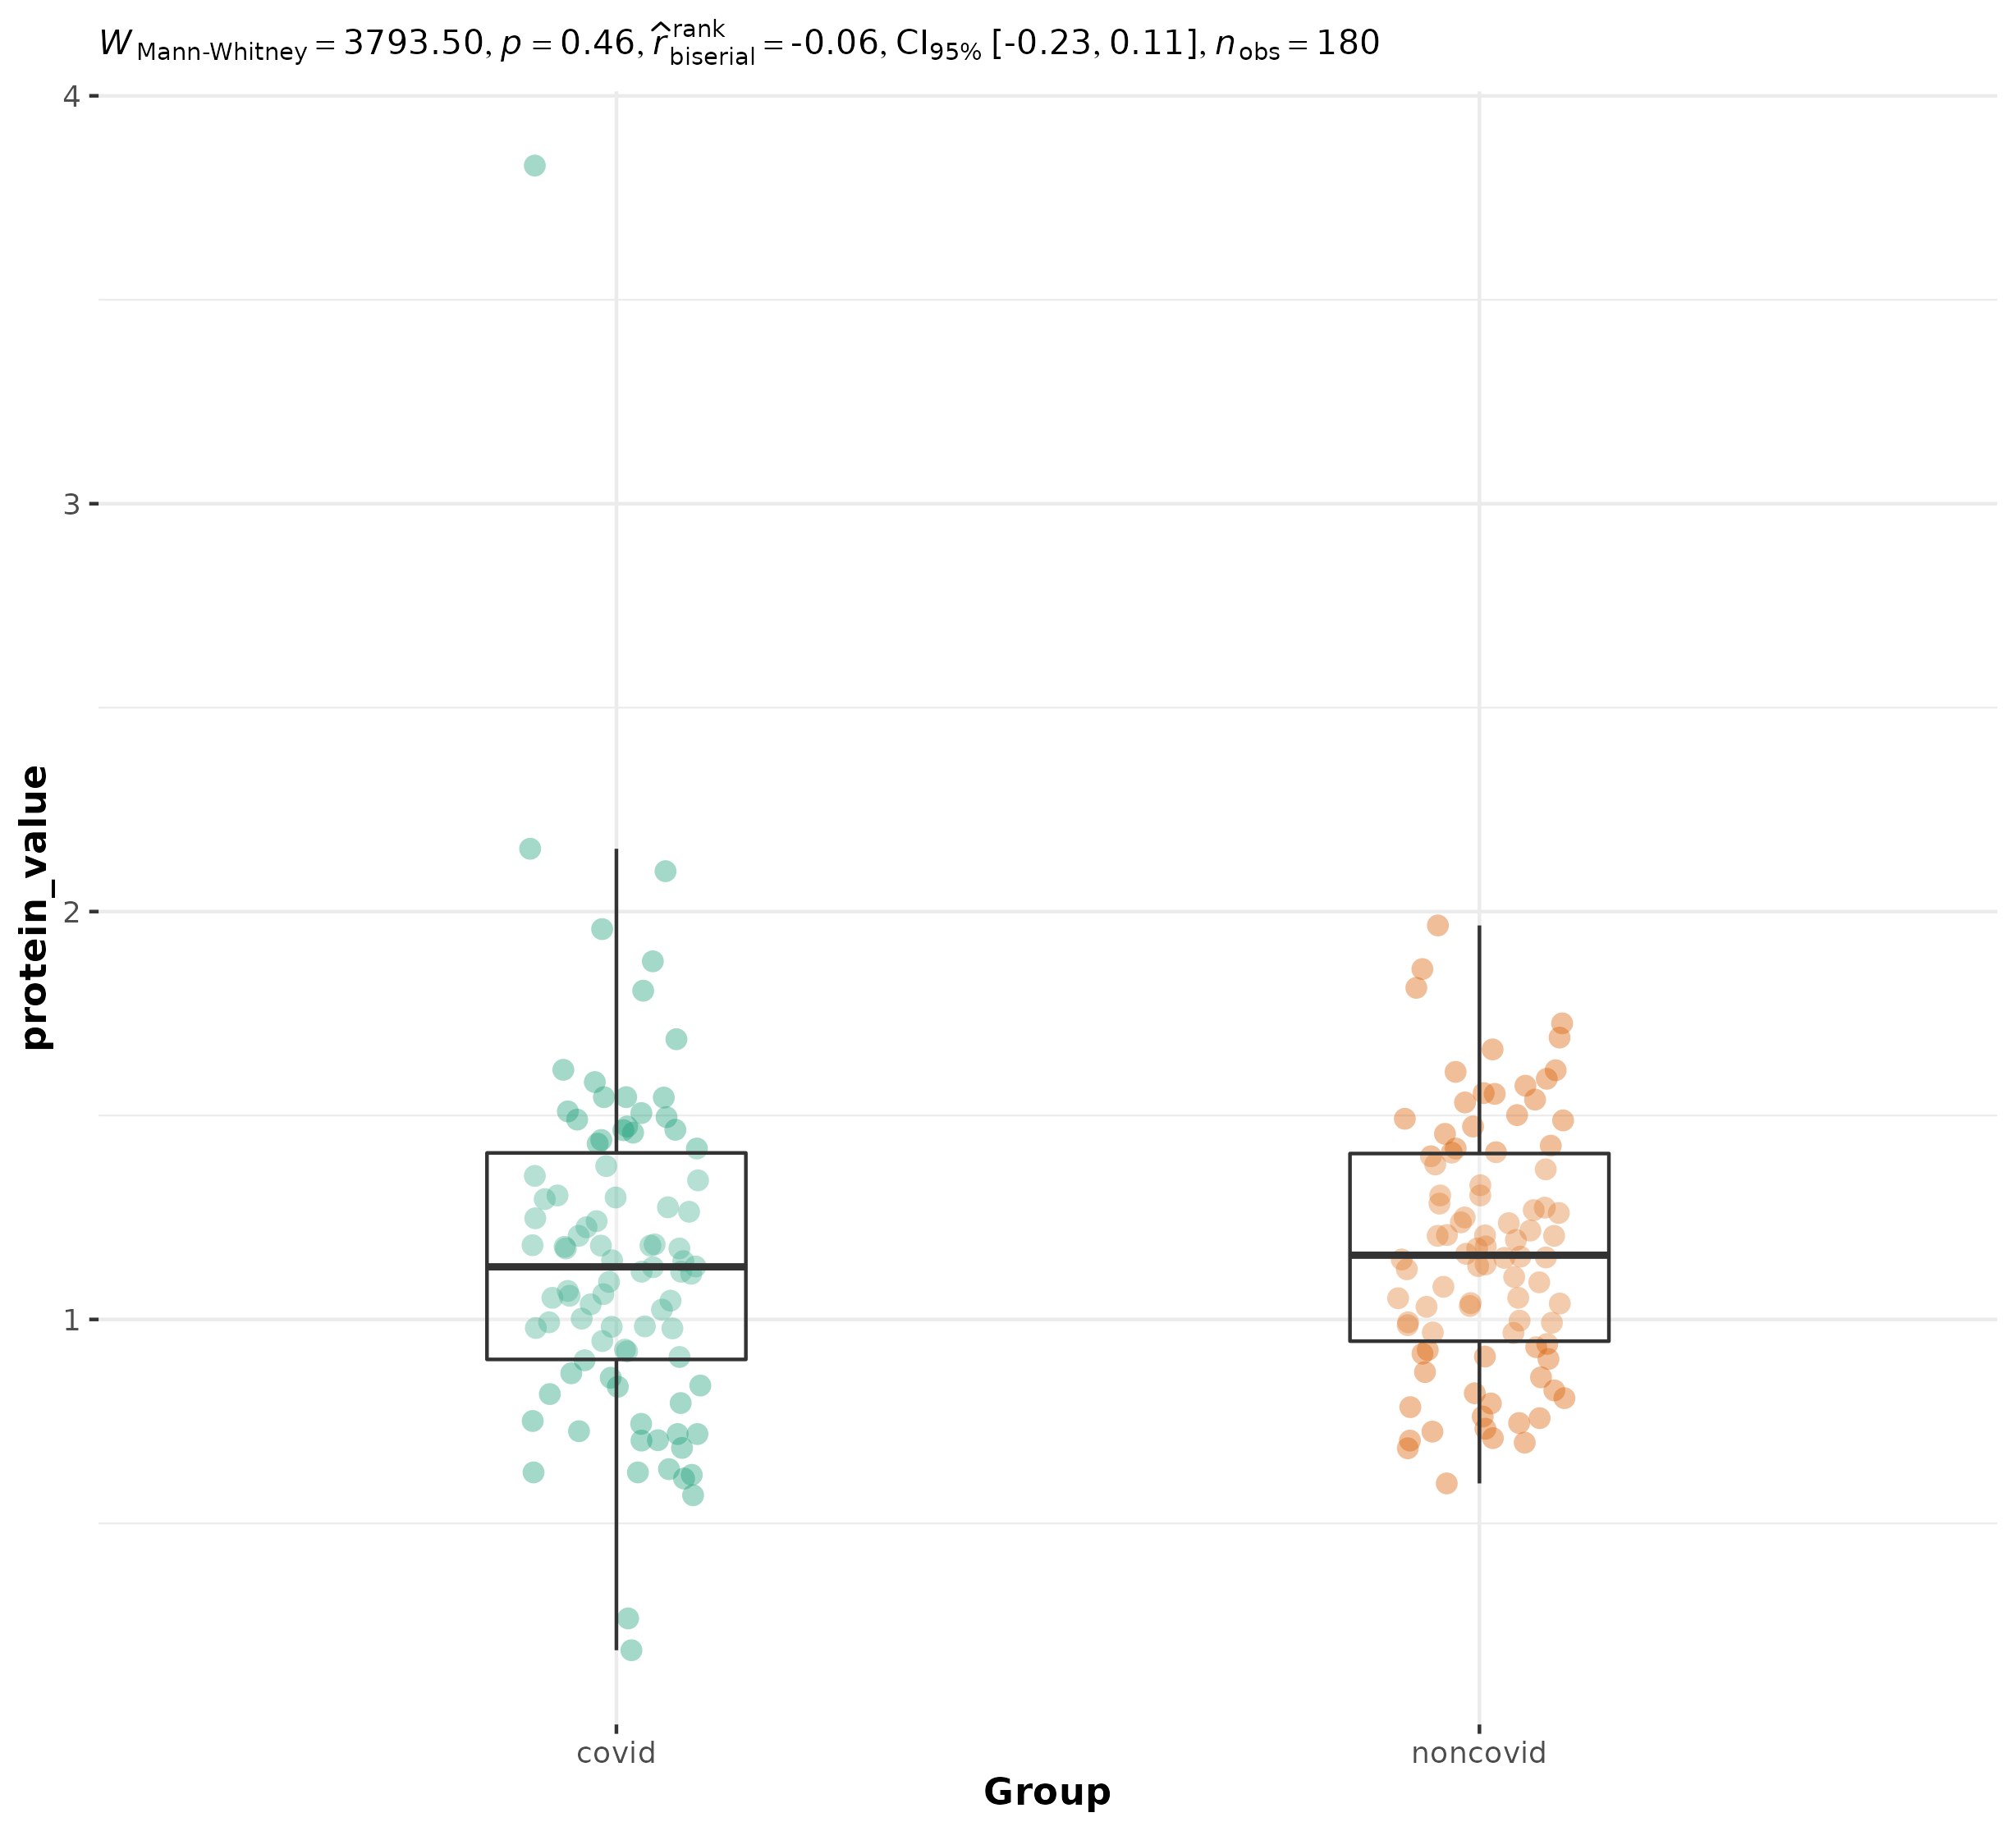 W Mann-Whitney = 3793.50, p = 0.46, r̂ rank biserial = -0.06, CI95% [-0.23, 0.11], n obs = 180
4
3
2
1
protein_value
covid noncovid
Group